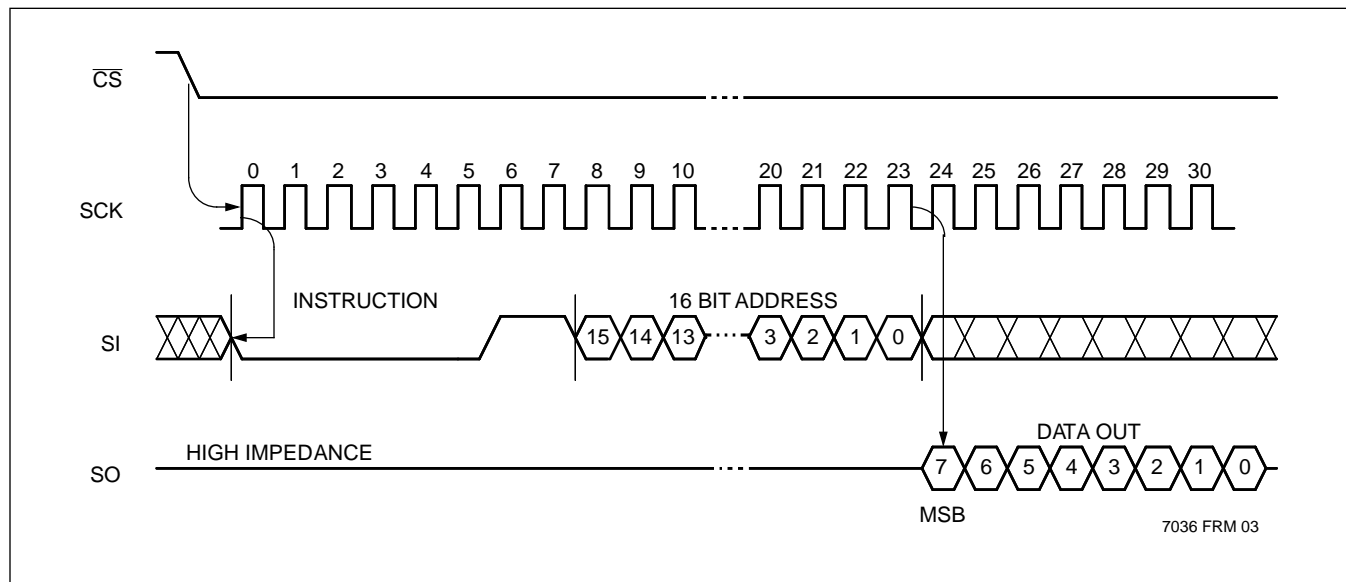 CS
0 1 2 3 4 5 6 7 8 9 10 20 21 22 23 24 25 26 27 28 29 30
SCK
INSTRUCTION 16 BIT ADDRESS
SI 15 14 13 3 2 1 0
HIGH IMPEDANCE DATA OUT
SO 7 6 5 4 3 2 1 0
MSB
7036 FRM 03